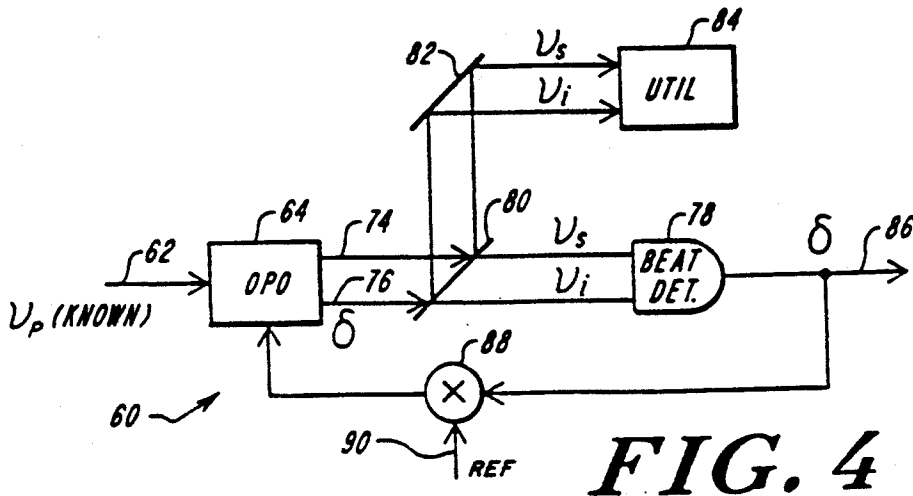 82
νs
νi
84
UTIL
62
νP (KNOWN)
64
OPO
74
76
δ
80
νs
νi
78
BEAT
DET.
δ
86
88
×
60
90
REF
FIG. 4